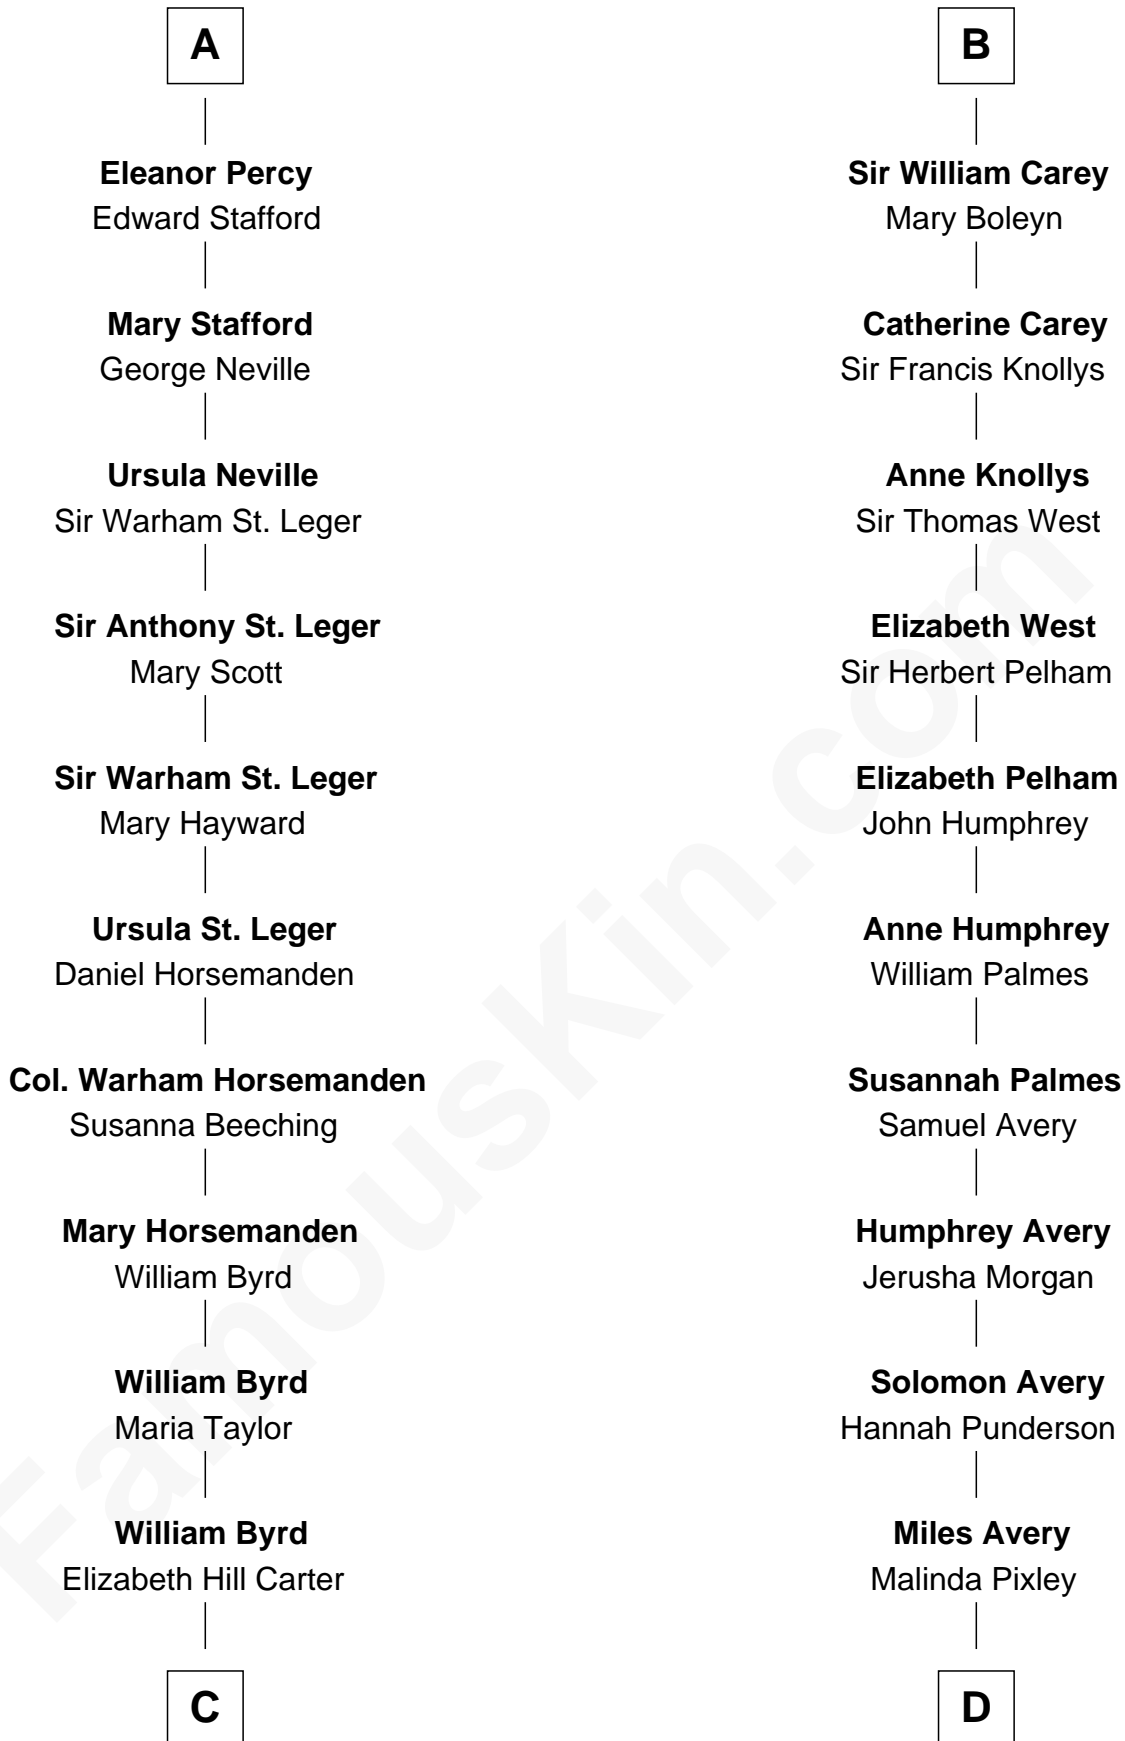 A
Eleanor Percy
Edward Stafford
Mary Stafford
George Neville
Ursula Neville
Sir Warham St. Leger
Sir Anthony St. Leger
Mary Scott
Sir Warham St. Leger
Mary Hayward
Ursula St. Leger
Daniel Horsemanden
Col. Warham Horsemanden
Susanna Beeching
Mary Horsemanden
William Byrd
William Byrd
Maria Taylor
William Byrd
Elizabeth Hill Carter
C
B
Sir William Carey
Mary Boleyn
Catherine Carey
Sir Francis Knollys
Anne Knollys
Sir Thomas West
Elizabeth West
Sir Herbert Pelham
Elizabeth Pelham
John Humphrey
Anne Humphrey
William Palmes
Susannah Palmes
Samuel Avery
Humphrey Avery
Jerusha Morgan
Solomon Avery
Hannah Punderson
Miles Avery
Malinda Pixley
D
FamousKin.com